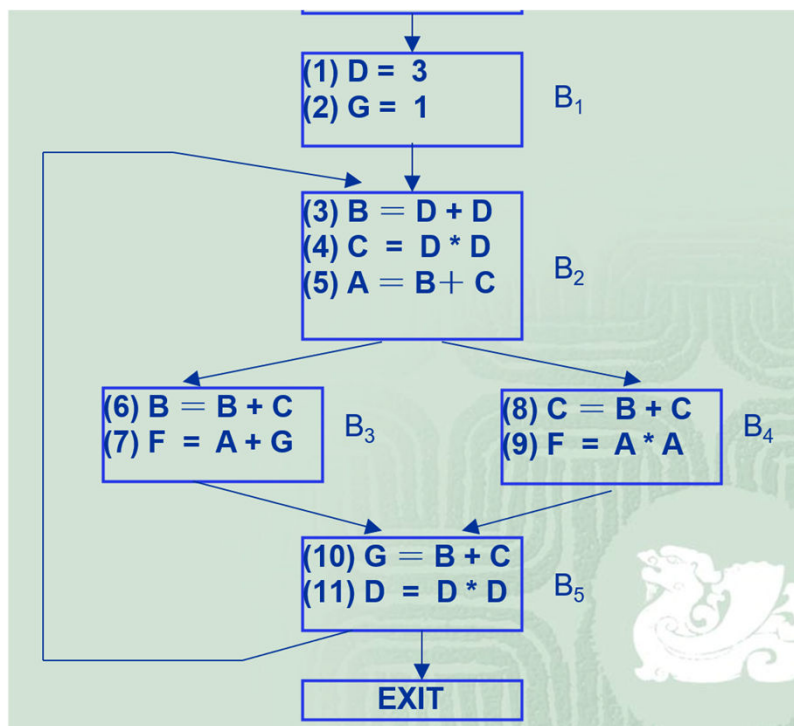 (1) D = 3
(2) G = 1
B₁
(3) B = D + D
(4) C = D * D
(5) A = B+ C
B₂
(6) B = B + C
(7) F = A + G
B₃
(8) C = B + C
(9) F = A * A
B₄
(10) G = B + C
(11) D = D * D
B₅
EXIT